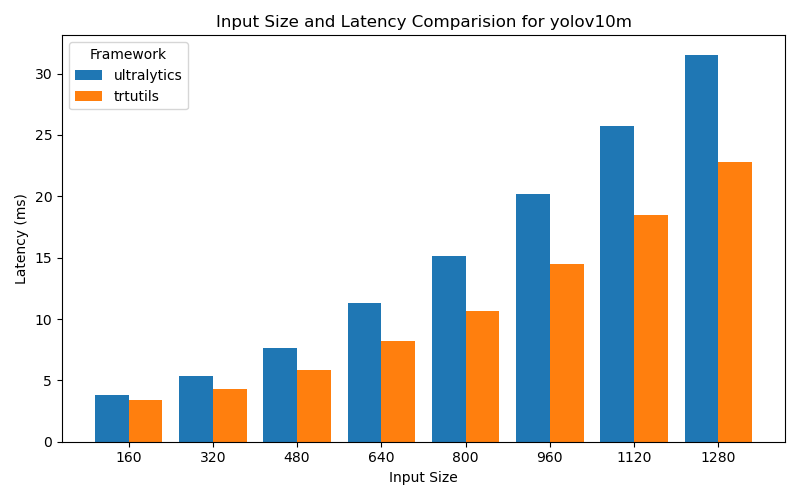 Input Size and Latency Comparision for yolov10m
Framework
ultralytics
trtutils
Latency (ms)
30
25
20
15
10
5
0
160 320 480 640 800 960 1120 1280
Input Size